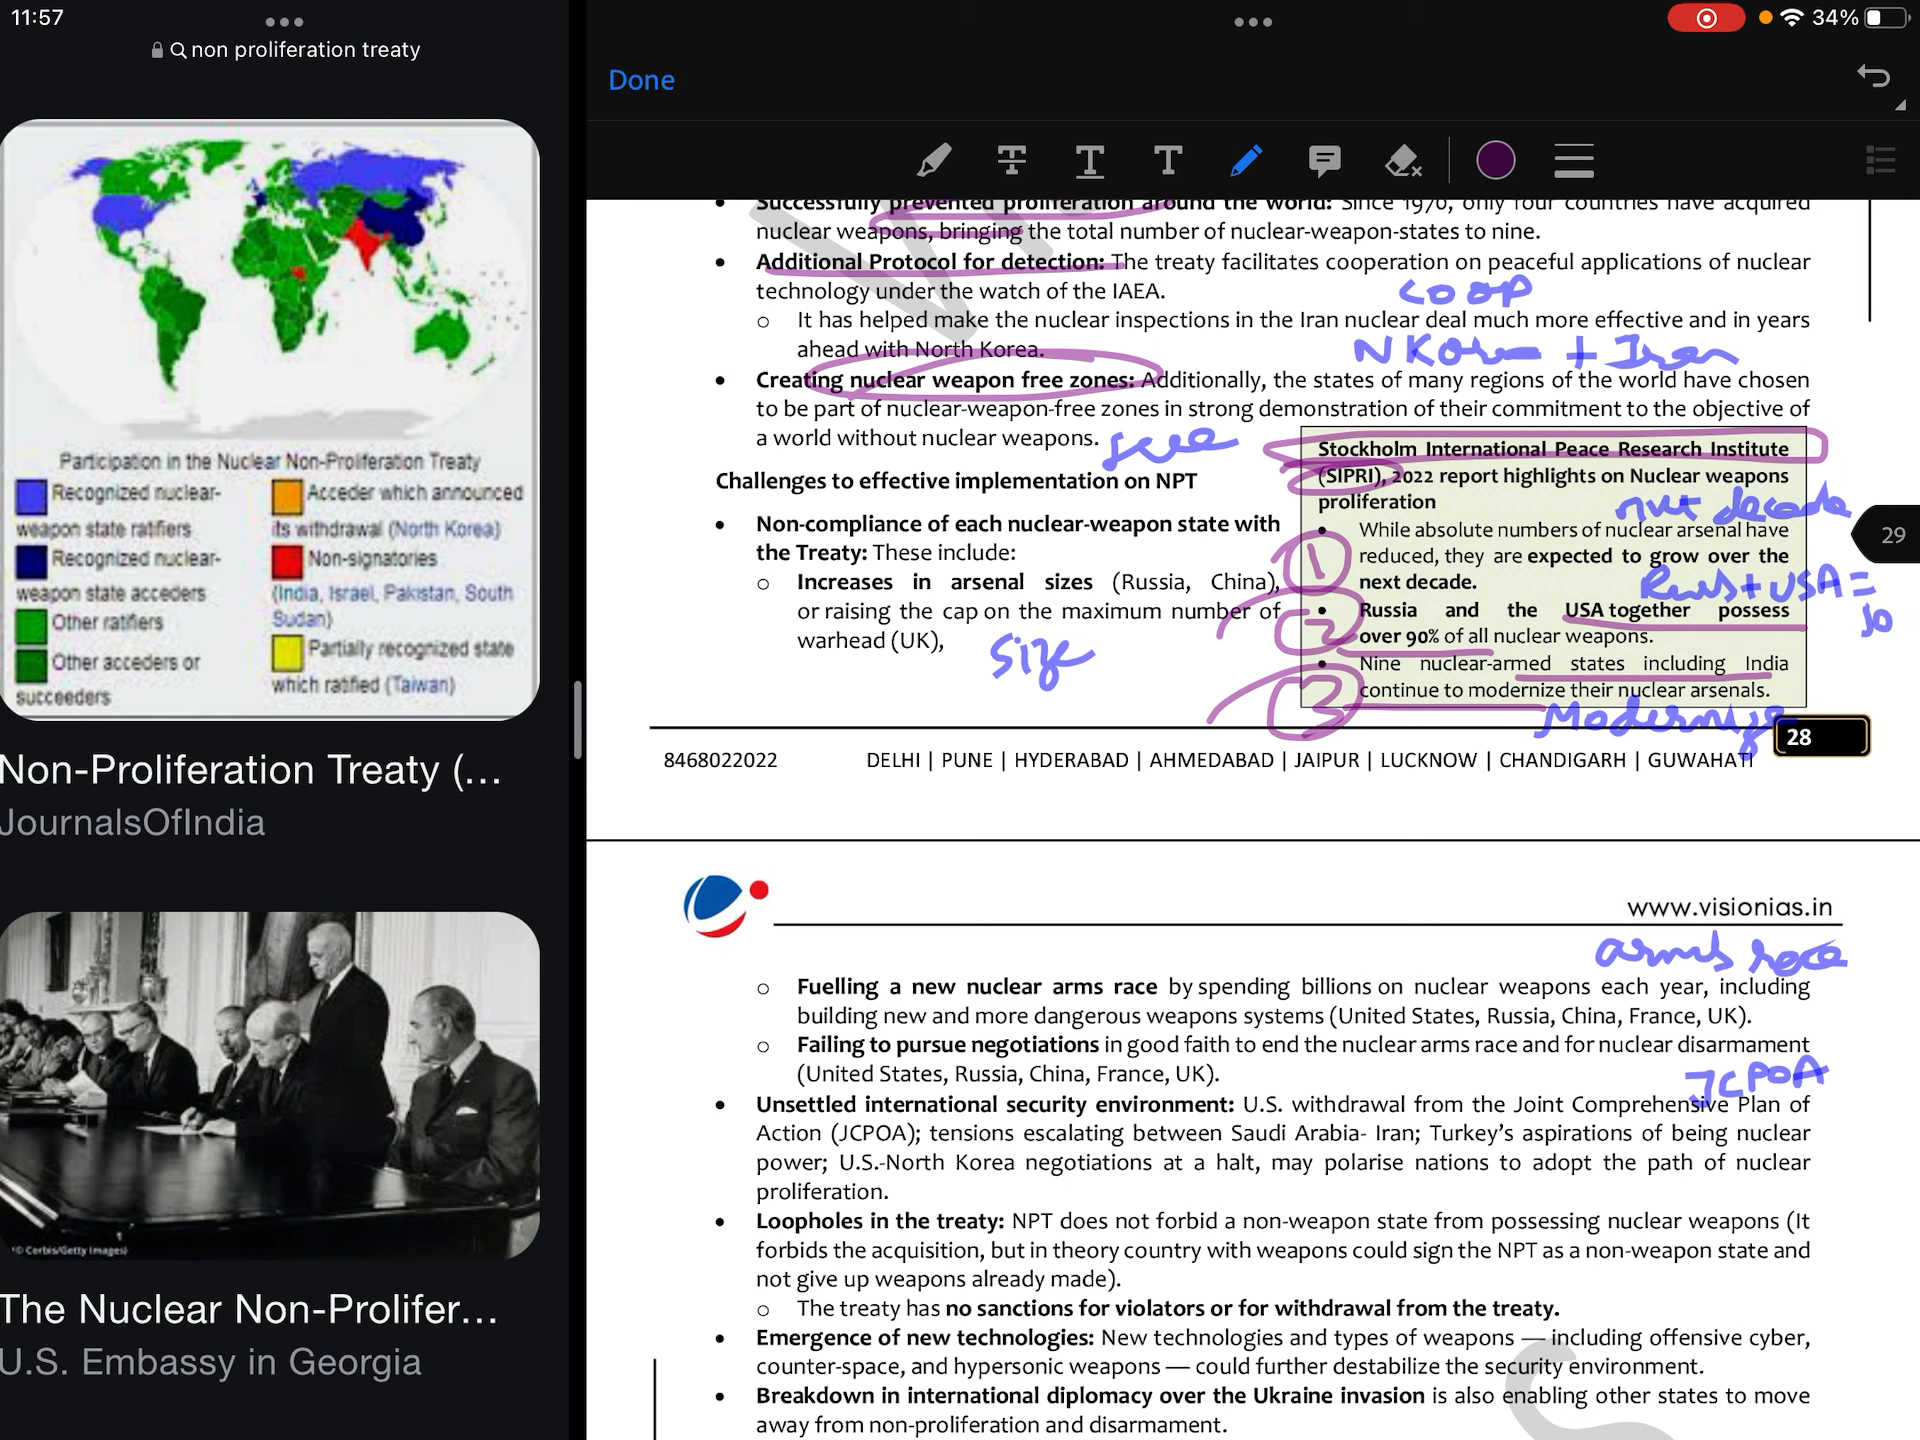 11:57
34%
non proliferation treaty
Participation in the Nuclear Non-Proliferation Treaty
Recognized nuclear-
weapon state ratifiers
Recognized nuclear-
weapon state acceders
Other ratifiers
Other acceders or
succeeders
Acceder which announced
its withdrawal (North Korea)
Non-signatories
(India, Israel, Pakistan, South
Sudan)
Partially recognized state
which ratified (Taiwan)
Non-Proliferation Treaty (...
JournalsOfIndia
© Corbis/Getty Images)
The Nuclear Non-Prolifer...
U.S. Embassy in Georgia
Done
• Successfully prevented proliferation around the world: Since 1970, only four countries have acquired
nuclear weapons, bringing the total number of nuclear-weapon-states to nine.
• Additional Protocol for detection: The treaty facilitates cooperation on peaceful applications of nuclear
technology under the watch of the IAEA.
coop
o It has helped make the nuclear inspections in the Iran nuclear deal much more effective and in years
ahead with North Korea.
N Korea + Iran
• Creating nuclear weapon free zones: Additionally, the states of many regions of the world have chosen
to be part of nuclear-weapon-free zones in strong demonstration of their commitment to the objective of
a world without nuclear weapons.
Challenges to effective implementation on NPT
• Non-compliance of each nuclear-weapon state with
the Treaty: These include:
o Increases in arsenal sizes (Russia, China),
or raising the cap on the maximum number of
warhead (UK),
size
Stockholm International Peace Research Institute
(SIPRI), 2022 report highlights on Nuclear weapons
proliferation
decade
• While absolute numbers of nuclear arsenal have
reduced, they are expected to grow over the
next decade.
1
Rus + USA =
• Russia and the USA together possess
over 90% of all nuclear weapons.
2
• Nine nuclear-armed states including India
continue to modernize their nuclear arsenals.
3
Modernize
29
28
8468022022 DELHI | PUNE | HYDERABAD | AHMEDABAD | JAIPUR | LUCKNOW | CHANDIGARH | GUWAHATI
www.visionias.in
arms race
o Fuelling a new nuclear arms race by spending billions on nuclear weapons each year, including
building new and more dangerous weapons systems (United States, Russia, China, France, UK).
o Failing to pursue negotiations in good faith to end the nuclear arms race and for nuclear disarmament
(United States, Russia, China, France, UK).
JCPOA
• Unsettled international security environment: U.S. withdrawal from the Joint Comprehensive Plan of
Action (JCPOA); tensions escalating between Saudi Arabia- Iran; Turkey's aspirations of being nuclear
power; U.S.-North Korea negotiations at a halt, may polarise nations to adopt the path of nuclear
proliferation.
• Loopholes in the treaty: NPT does not forbid a non-weapon state from possessing nuclear weapons (It
forbids the acquisition, but in theory country with weapons could sign the NPT as a non-weapon state and
not give up weapons already made).
o The treaty has no sanctions for violators or for withdrawal from the treaty.
• Emergence of new technologies: New technologies and types of weapons — including offensive cyber,
counter-space, and hypersonic weapons — could further destabilize the security environment.
• Breakdown in international diplomacy over the Ukraine invasion is also enabling other states to move
away from non-proliferation and disarmament.